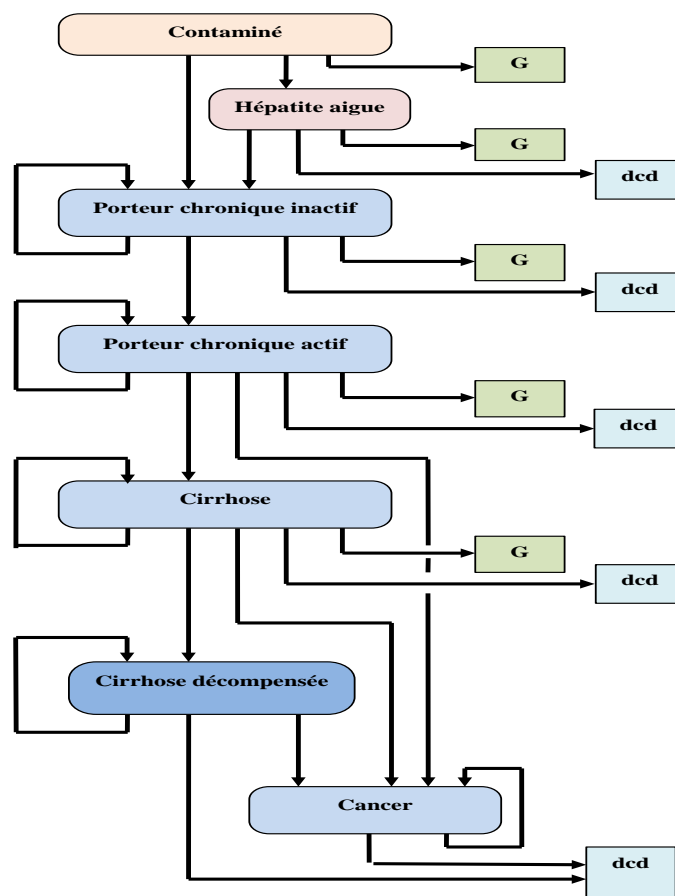 Contaminé
G
Hépatite aigue
G
dcd
Porteur chronique inactif
G
dcd
Porteur chronique actif
G
dcd
Cirrhose
G
dcd
Cirrhose décompensée
Cancer
dcd